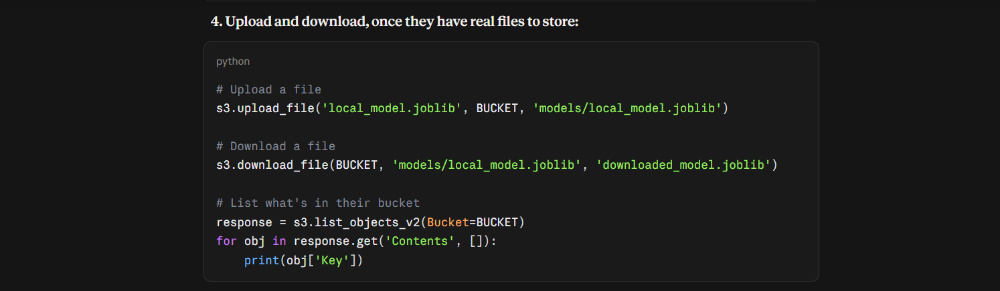 4. Upload and download, once they have real files to store:
python
# Upload a file
s3.upload_file('local_model.joblib', BUCKET, 'models/local_model.joblib')
# Download a file
s3.download_file(BUCKET, 'models/local_model.joblib', 'downloaded_model.joblib')
# List what's in their bucket
response = s3.list_objects_v2(Bucket=BUCKET)
for obj in response.get('Contents', []):
    print(obj['Key'])